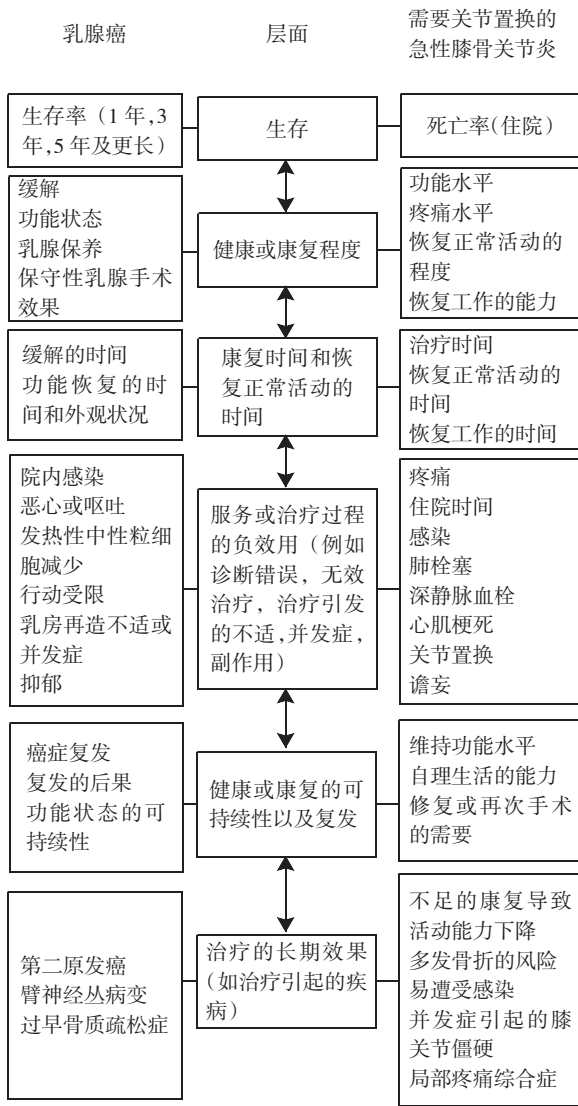 乳腺癌
层面
需要关节置换的
急性膝骨关节炎
生存率（1 年，3
年，5 年及更长）
生存
死亡率（住院）
缓解
功能状态
乳腺保养
保守性乳腺手术
效果
健康或康复程度
功能水平
疼痛水平
恢复正常活动的
程度
恢复工作的能力
缓解的时间
功能恢复的时
间和外观状况
康复时间和恢
复正常活动的
时间
治疗时间
恢复正常活动的
时间
恢复工作的时间
院内感染
恶心或呕吐
发热性中性粒细
胞减少
行动受限
乳房再造不适或
并发症
抑郁
服务或治疗过程
的负效用（例如
诊断错误，无效
治疗，治疗引发
的不适，并发症，
副作用）
疼痛
住院时间
感染
肺栓塞
深静脉血栓
心肌梗死
关节置换
谵妄
癌症复发
复发的后果
功能状态的可
持续性
健康或康复的可
持续性以及复发
维持功能水平
自理生活的能力
修复或再次手术
的需要
第二原发癌
臂神经丛病变
过早骨质疏松症
治疗的长期效果
（如治疗引起的疾
病）
不足的康复导致
活动能力下降
多发骨折的风险
易遭受感染
并发症引起的膝
关节僵硬
局部疼痛综合症